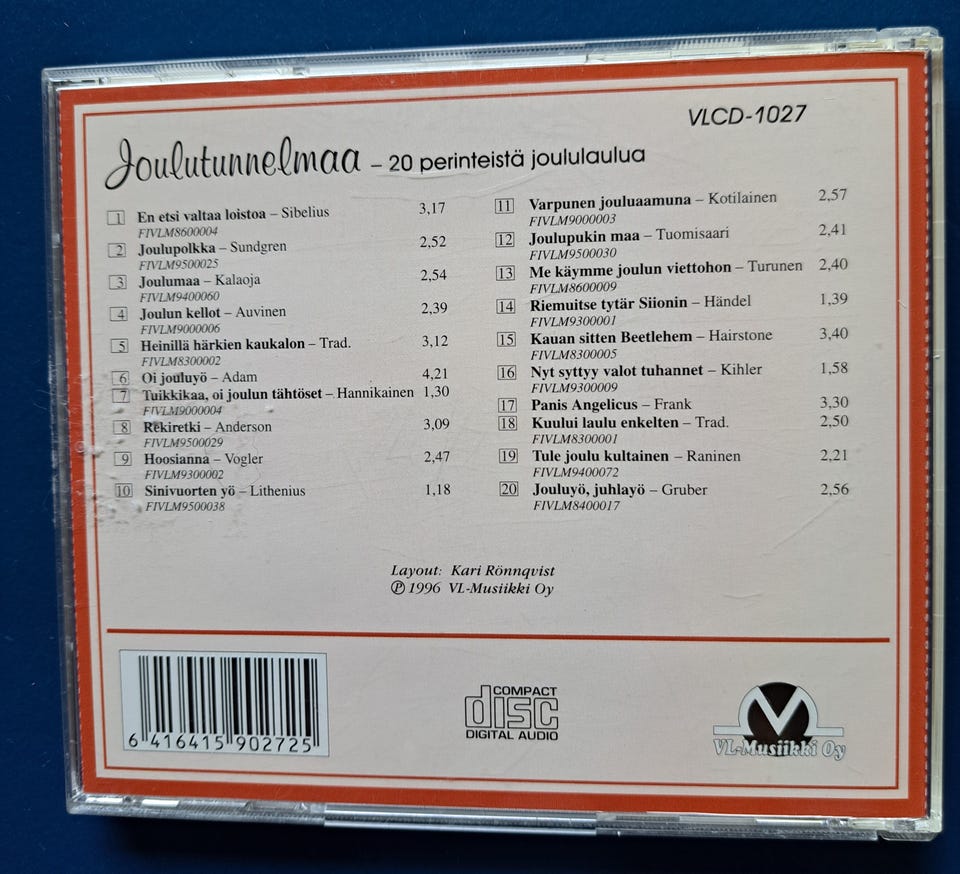 VLCD-1027
Joulutunnelmaa – 20 perinteistä joululaulua
1 En etsi valtaa loistoa – Sibelius 3,17
FIVLM8600004
2 Joulupolkka – Sundgren 2,52
FIVLM9500025
3 Joulumaa – Kalaoja 2,54
FIVLM9400060
4 Joulun kellot – Auvinen 2,39
FIVLM9000006
5 Heinillä härkien kaukalon – Trad. 3,12
FIVLM8300002
6 Oi jouluyö – Adam 4,21
7 Tuikkikaa, oi joulun tähtöset – Hannikainen 1,30
FIVLM9000004
8 Rekiretki – Anderson 3,09
FIVLM9500029
9 Hoosianna – Vogler 2,47
FIVLM9300002
10 Sinivuorten yö – Lithenius 1,18
FIVLM9500038
11 Varpunen jouluaamuna – Kotilainen 2,57
FIVLM9000003
12 Joulupukin maa – Tuomisaari 2,41
FIVLM9500030
13 Me käymme joulun viettohon – Turunen 2,40
FIVLM8600009
14 Riemuitse tytär Siionin – Händel 1,39
FIVLM9300001
15 Kauan sitten Beetlehem – Hairstone 3,40
FIVLM8300005
16 Nyt syttyy valot tuhannet – Kihler 1,58
FIVLM9300009
17 Panis Angelicus – Frank 3,30
18 Kuului laulu enkelten – Trad. 2,50
FIVLM8300001
19 Tule joulu kultainen – Raninen 2,21
FIVLM9400072
20 Jouluyö, juhlayö – Gruber 2,56
FIVLM8400017
Layout: Kari Rönnqvist
℗ 1996 VL-Musiikki Oy
6 416415 902725
COMPACT
disc
DIGITAL AUDIO
VL-Musiikki Oy